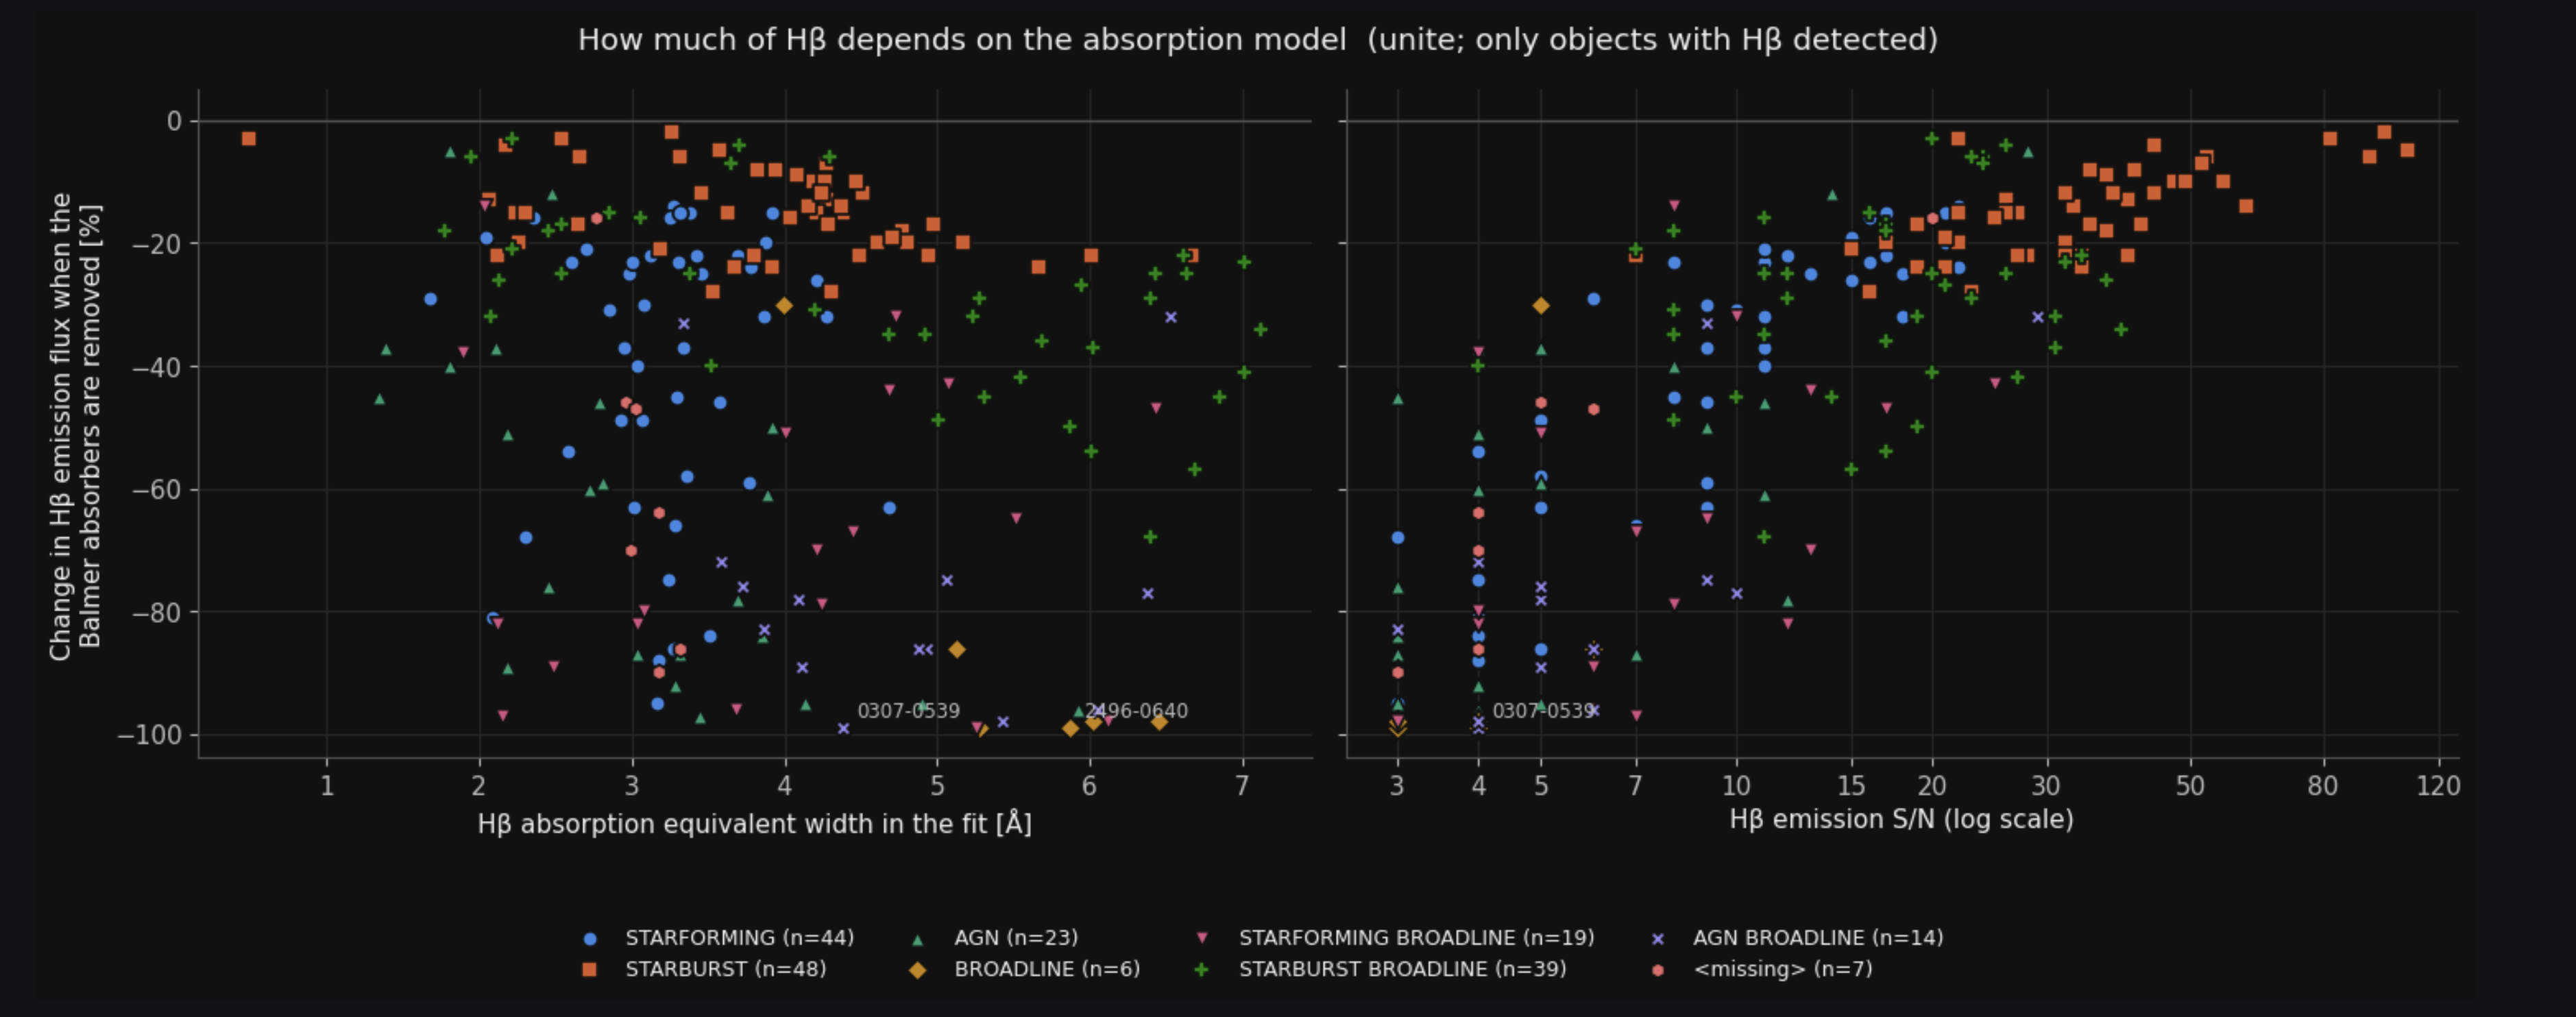 How much of Hβ depends on the absorption model  (unite; only objects with Hβ detected)
Change in Hβ emission flux when the
Balmer absorbers are removed [%]
0
−20
−40
−60
−80
−100
0307-0539
2496-0640
0307-0539
1 2 3 4 5 6 7
3 4 5 7 10 15 20 30 50 80 120
Hβ absorption equivalent width in the fit [Å]
Hβ emission S/N (log scale)
STARFORMING (n=44)
STARBURST (n=48)
AGN (n=23)
BROADLINE (n=6)
STARFORMING BROADLINE (n=19)
STARBURST BROADLINE (n=39)
AGN BROADLINE (n=14)
<missing> (n=7)